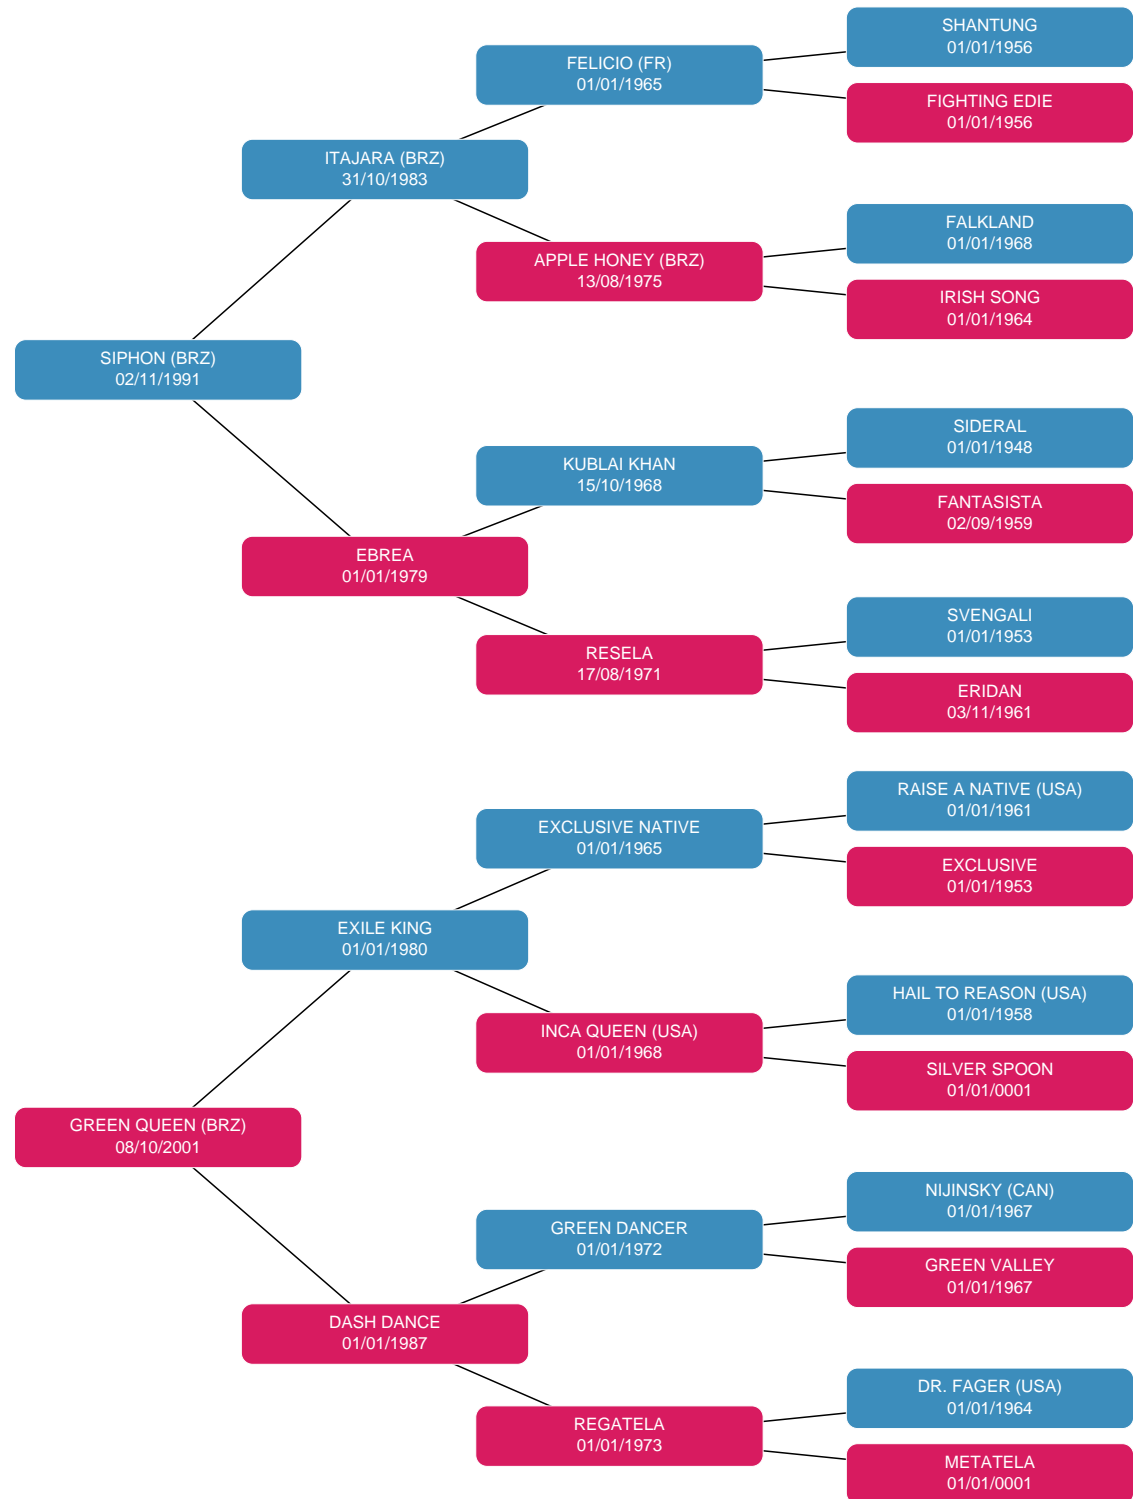 SHANTUNG
01/01/1956
FELICIO (FR)
01/01/1965
FIGHTING EDIE
01/01/1956
ITAJARA (BRZ)
31/10/1983
FALKLAND
01/01/1968
APPLE HONEY (BRZ)
13/08/1975
IRISH SONG
01/01/1964
SIPHON (BRZ)
02/11/1991
SIDERAL
01/01/1948
KUBLAI KHAN
15/10/1968
FANTASISTA
02/09/1959
EBREA
01/01/1979
SVENGALI
01/01/1953
RESELA
17/08/1971
ERIDAN
03/11/1961
RAISE A NATIVE (USA)
01/01/1961
EXCLUSIVE NATIVE
01/01/1965
EXCLUSIVE
01/01/1953
EXILE KING
01/01/1980
HAIL TO REASON (USA)
01/01/1958
INCA QUEEN (USA)
01/01/1968
SILVER SPOON
01/01/0001
GREEN QUEEN (BRZ)
08/10/2001
NIJINSKY (CAN)
01/01/1967
GREEN DANCER
01/01/1972
GREEN VALLEY
01/01/1967
DASH DANCE
01/01/1987
DR. FAGER (USA)
01/01/1964
REGATELA
01/01/1973
METATELA
01/01/0001